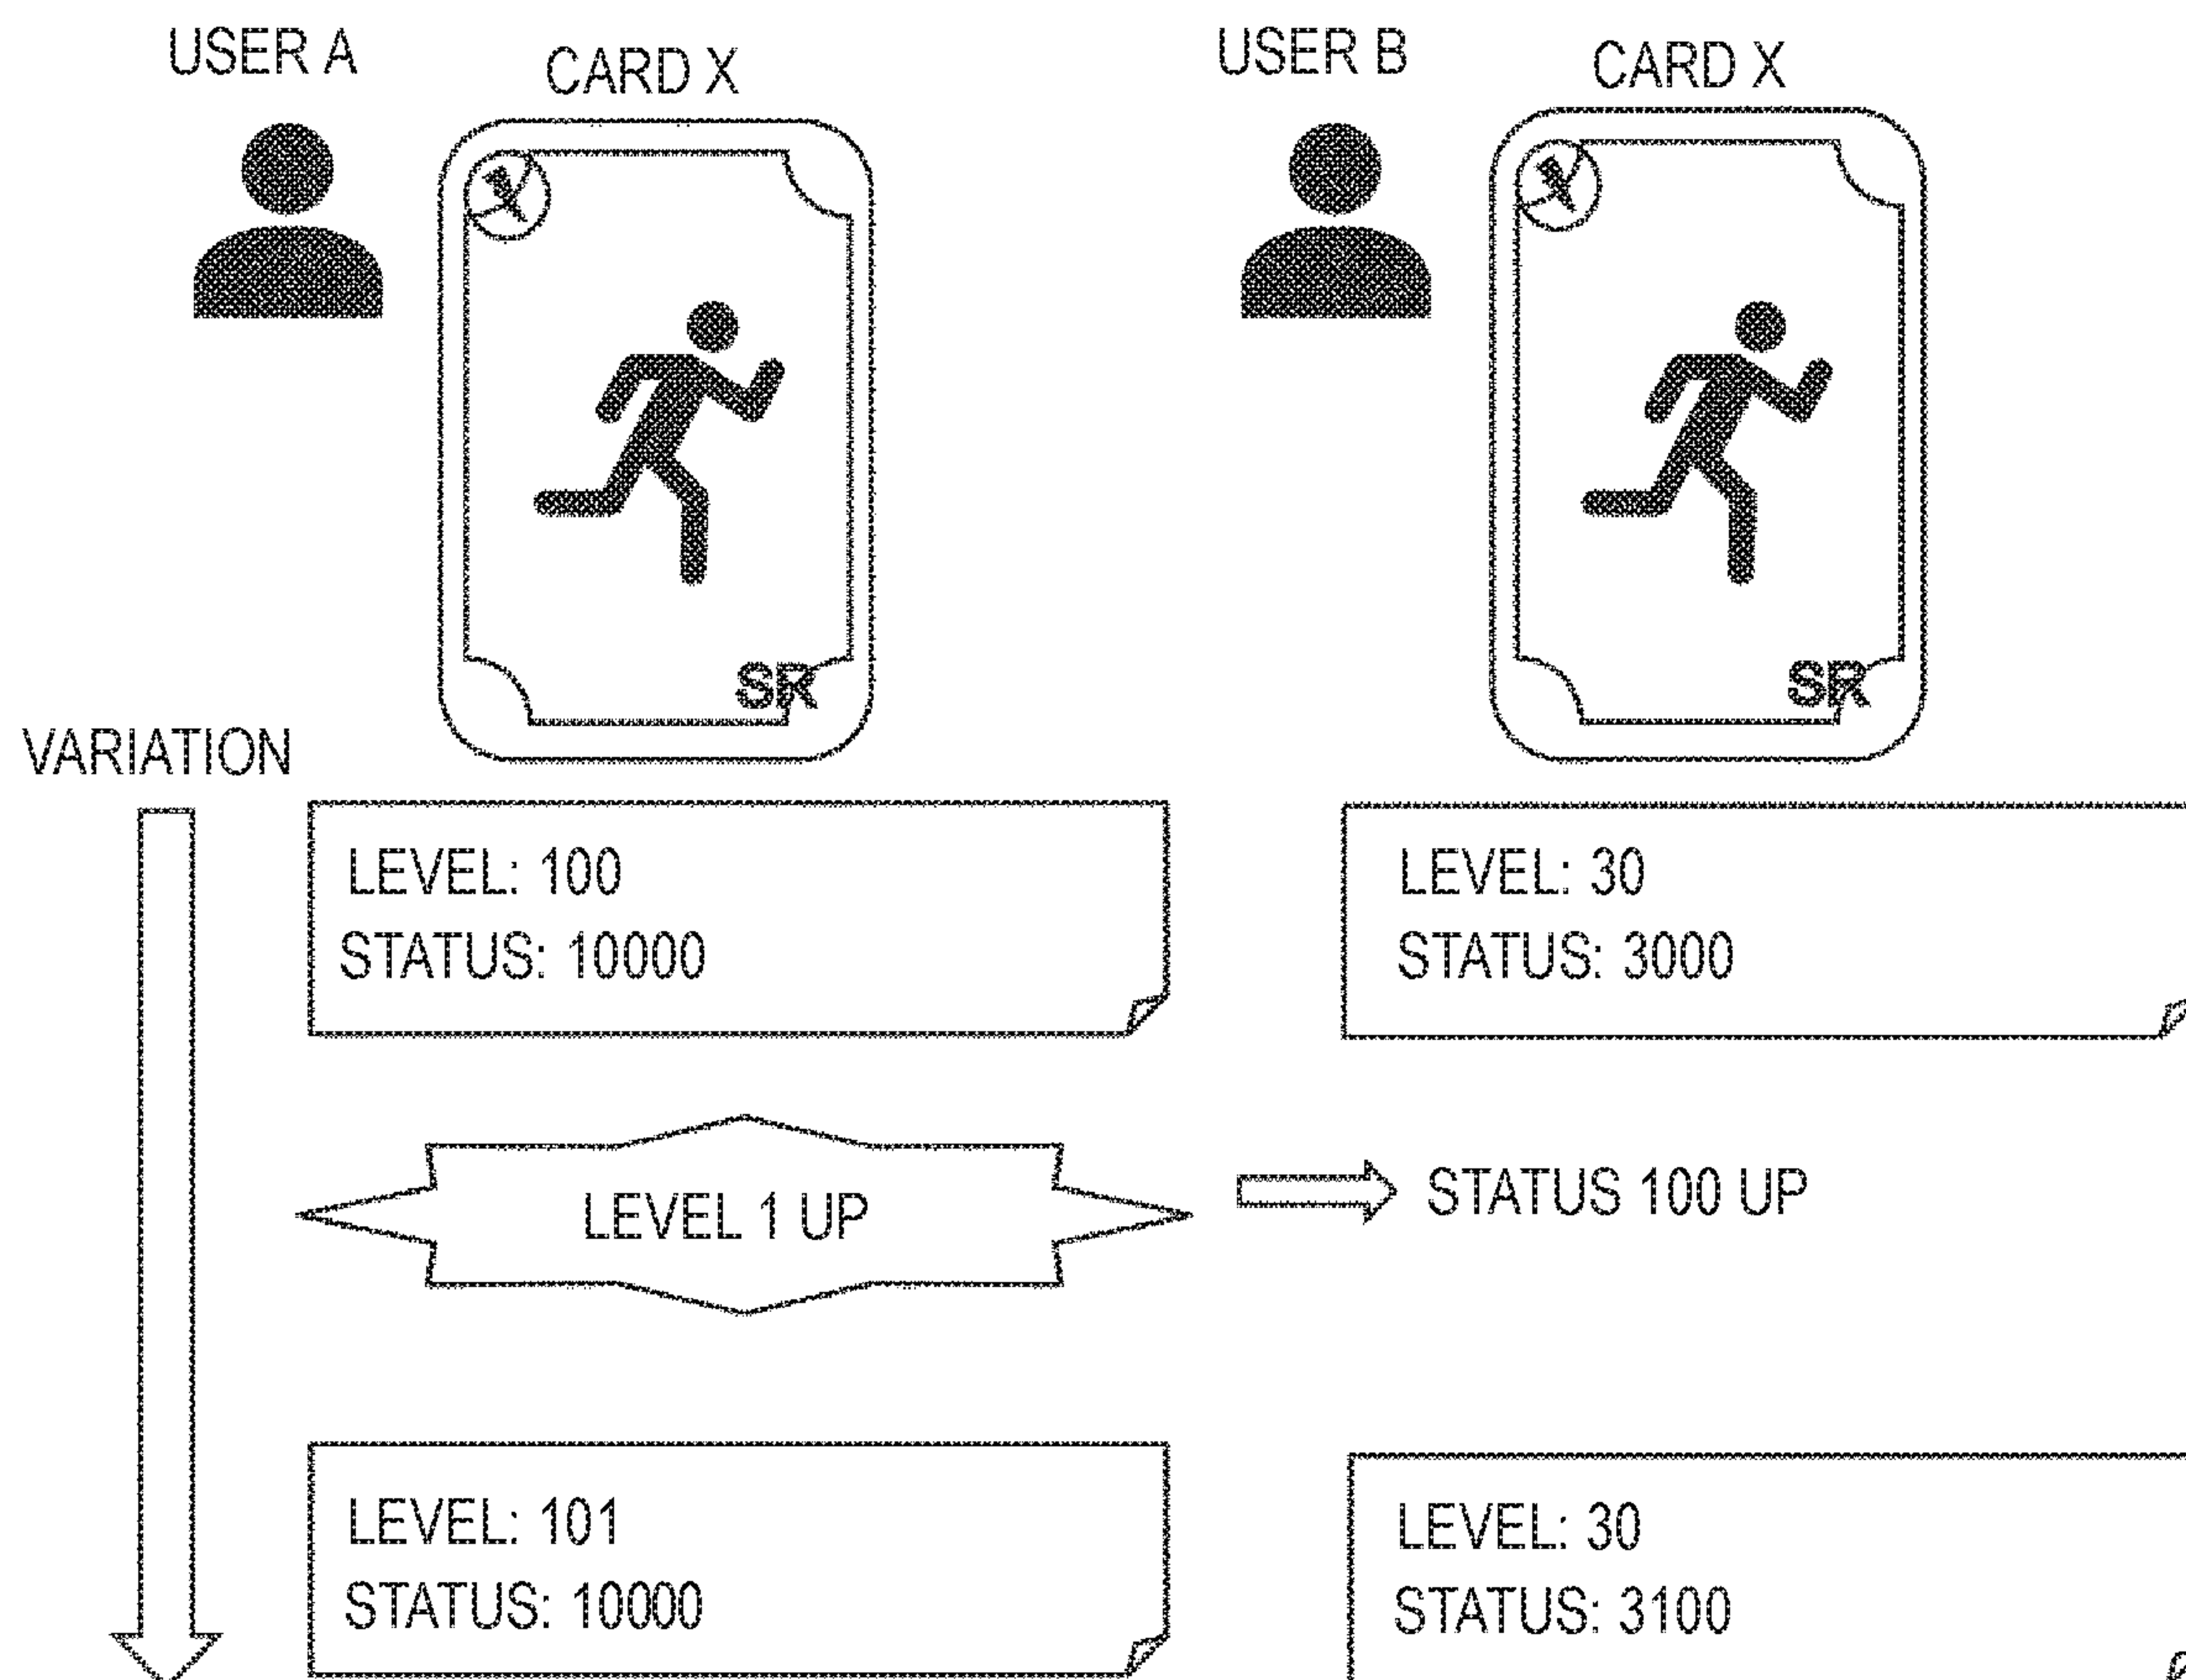 USER A
CARD X
USER B
CARD X
SR
SR
VARIATION
LEVEL: 100
STATUS: 10000
LEVEL: 30
STATUS: 3000
LEVEL 1 UP
STATUS 100 UP
LEVEL: 101
STATUS: 10000
LEVEL: 30
STATUS: 3100